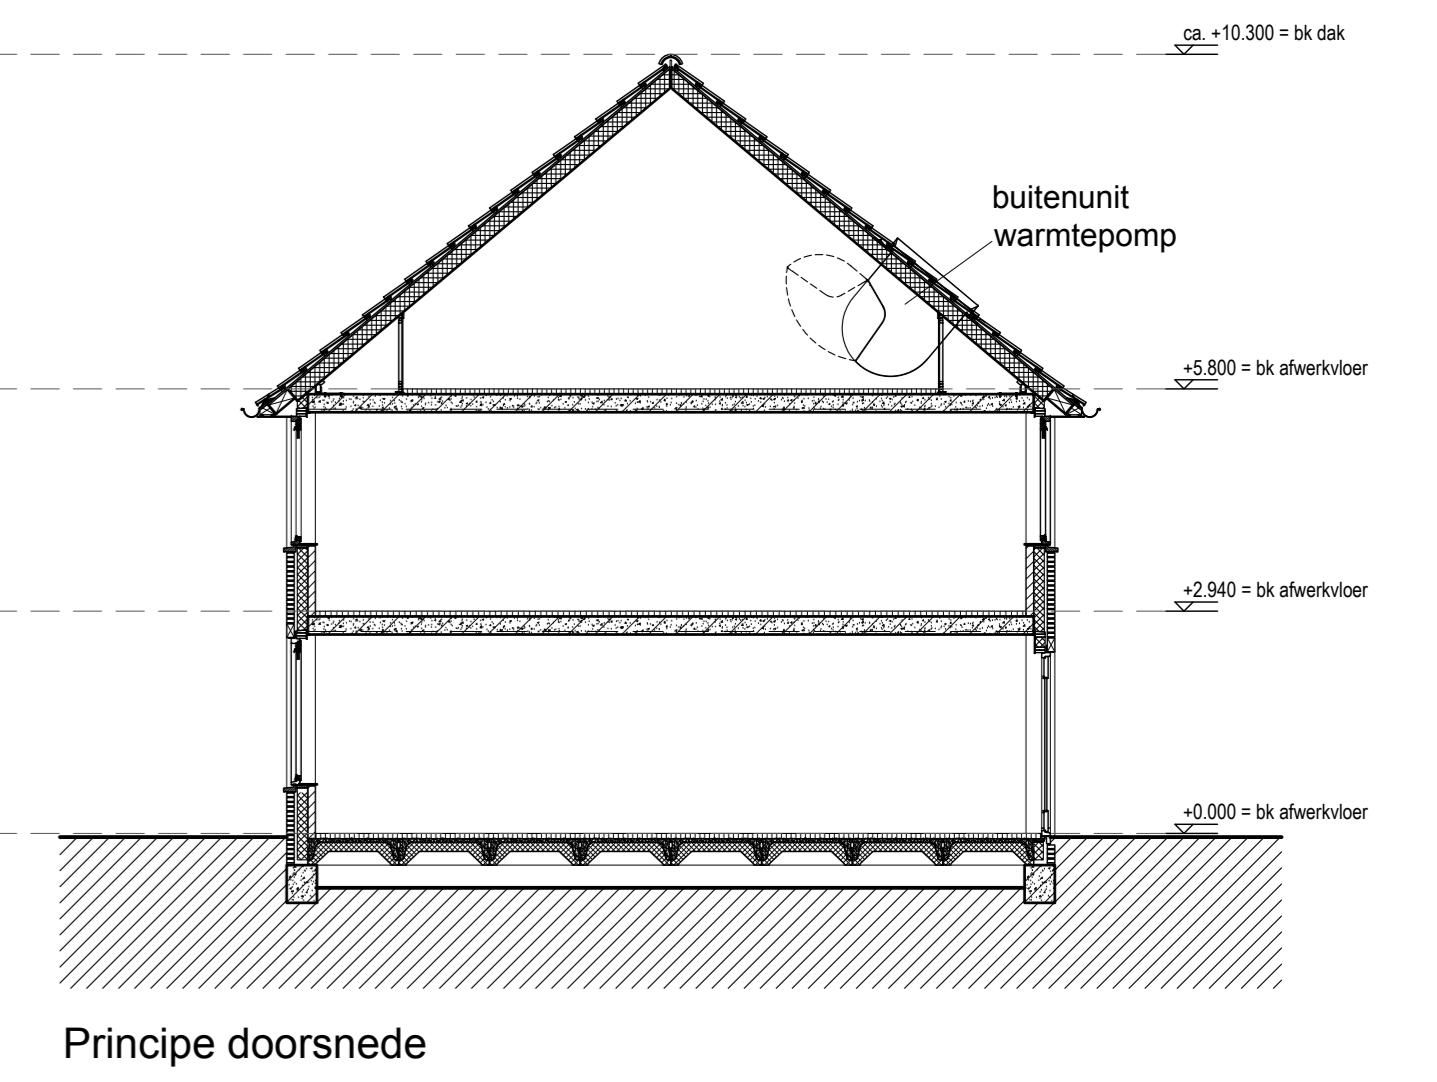 ca. +10.300 = bk dak
buitenunit
warmtepomp
+5.800 = bk afwerkvloer
+2.940 = bk afwerkvloer
+0.000 = bk afwerkvloer
Principe doorsnede